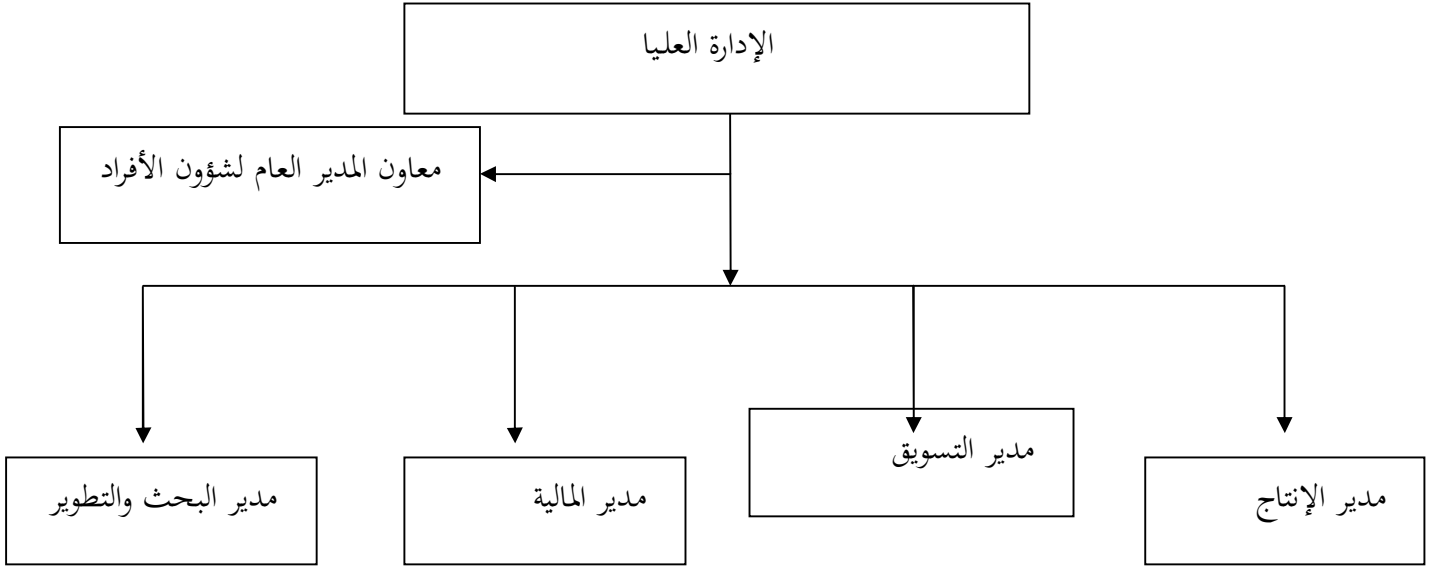 الإدارة العليا
معاون المدير العام لشؤون الأفراد
مدير التسويق
مدير الإنتاج
مدير المالية
مدير البحث والتطوير